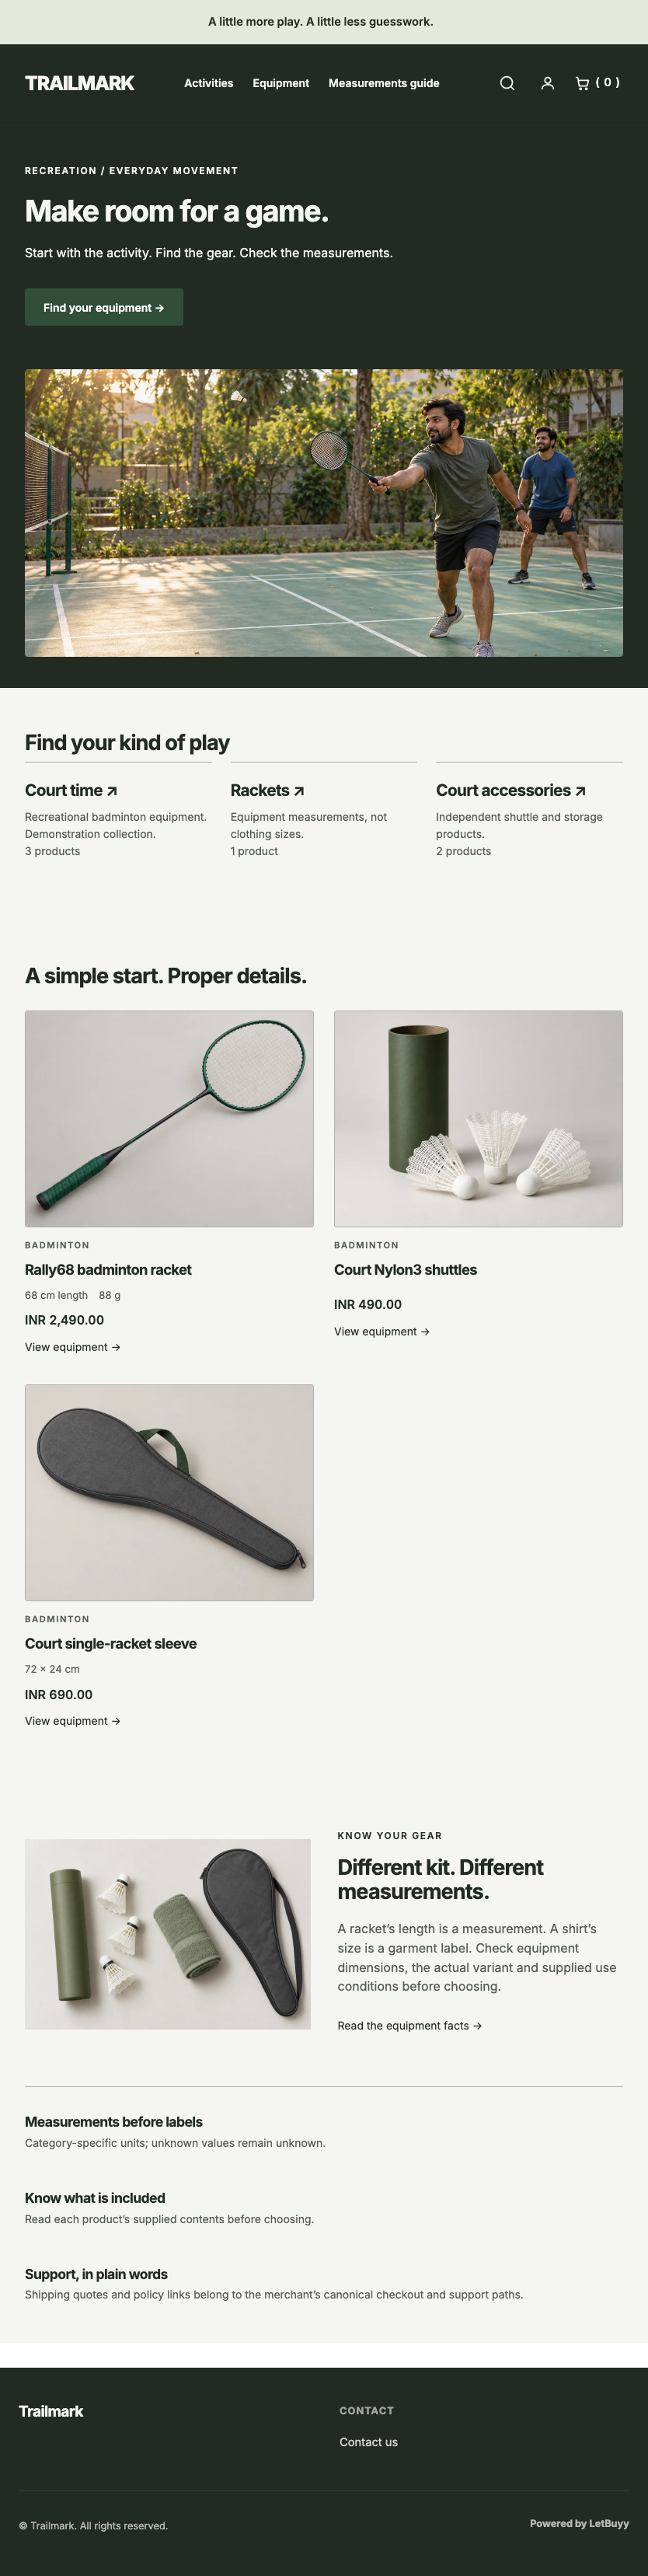 A little more play. A little less guesswork.
TRAILMARK
Activities Equipment Measurements guide
( 0 )
RECREATION / EVERYDAY MOVEMENT
Make room for a game.
Start with the activity. Find the gear. Check the measurements.
Find your equipment →
Find your kind of play
Court time ↗
Recreational badminton equipment.
Demonstration collection.
3 products
Rackets ↗
Equipment measurements, not
clothing sizes.
1 product
Court accessories ↗
Independent shuttle and storage
products.
2 products
A simple start. Proper details.
BADMINTON
Rally68 badminton racket
68 cm length 88 g
INR 2,490.00
View equipment →
BADMINTON
Court Nylon3 shuttles
INR 490.00
View equipment →
BADMINTON
Court single-racket sleeve
72 × 24 cm
INR 690.00
View equipment →
KNOW YOUR GEAR
Different kit. Different
measurements.
A racket’s length is a measurement. A shirt’s
size is a garment label. Check equipment
dimensions, the actual variant and supplied use
conditions before choosing.
Read the equipment facts →
Measurements before labels
Category-specific units; unknown values remain unknown.
Know what is included
Read each product’s supplied contents before choosing.
Support, in plain words
Shipping quotes and policy links belong to the merchant’s canonical checkout and support paths.
Trailmark
CONTACT
Contact us
© Trailmark. All rights reserved.
Powered by LetBuyy